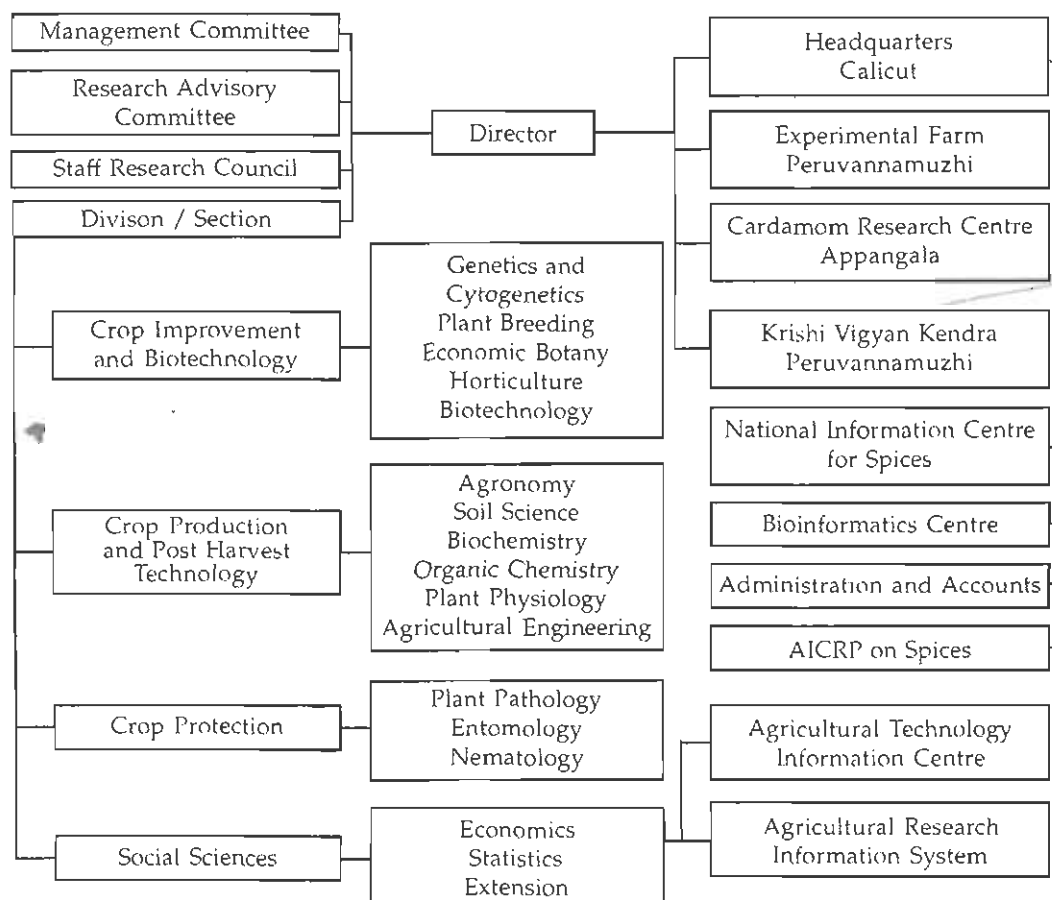 Management Committee
Research Advisory
Committee
Staff Research Council
Divison / Section
Director
Headquarters
Calicut
Experimental Farm
Peruvannamuzhi
Cardamom Research Centre
Appangala
Krishi Vigyan Kendra
Peruvannamuzhi
National Information Centre
for Spices
Bioinformatics Centre
Administration and Accounts
AICRP on Spices
Crop Improvement
and Biotechnology
Genetics and
Cytogenetics
Plant Breeding
Economic Botany
Horticulture
Biotechnology
Crop Production
and Post Harvest
Technology
Agronomy
Soil Science
Biochemistry
Organic Chemistry
Plant Physiology
Agricultural Engineering
Crop Protection
Plant Pathology
Entomology
Nematology
Social Sciences
Economics
Statistics
Extension
Agricultural Technology
Information Centre
Agricultural Research
Information System